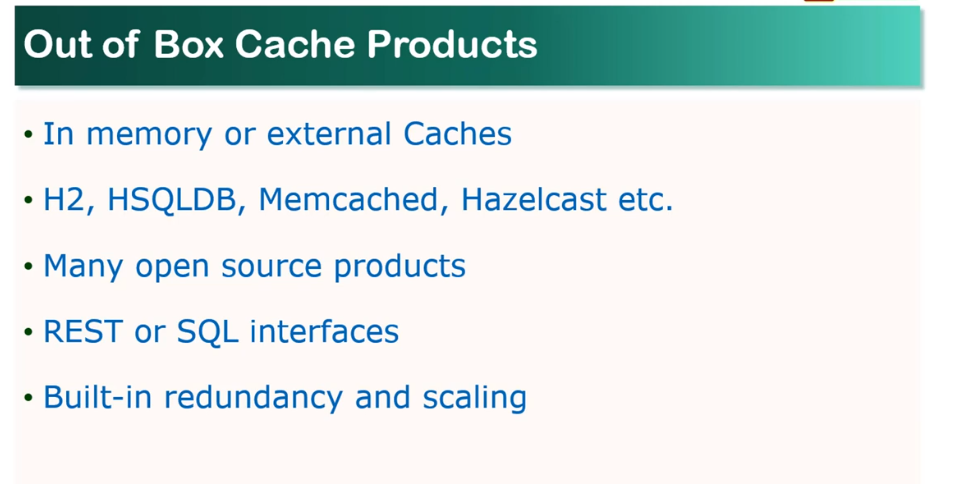 Out of Box Cache Products
• In memory or external Caches
• H2, HSQLDB, Memcached, Hazelcast etc.
• Many open source products
• REST or SQL interfaces
• Built-in redundancy and scaling